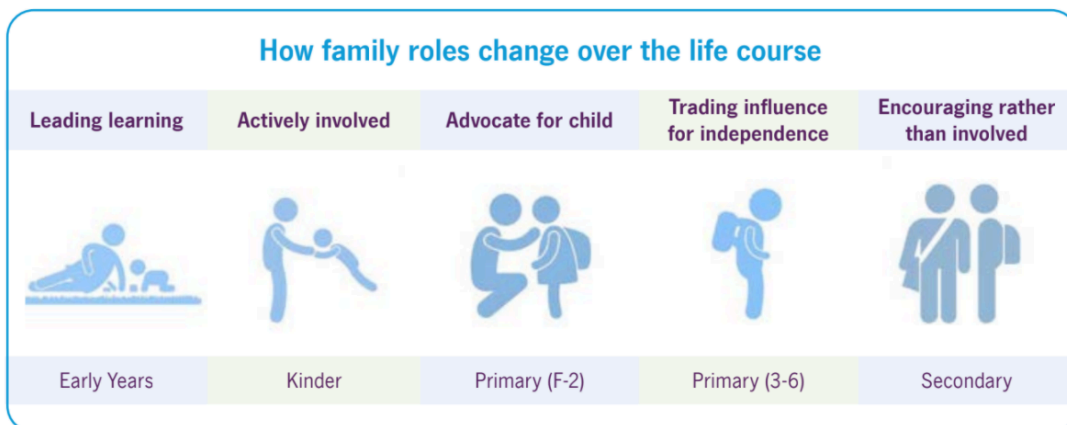 How family roles change over the life course
Leading learning
Actively involved
Advocate for child
Trading influence
for independence
Encouraging rather
than involved
Early Years
Kinder
Primary (F-2)
Primary (3-6)
Secondary